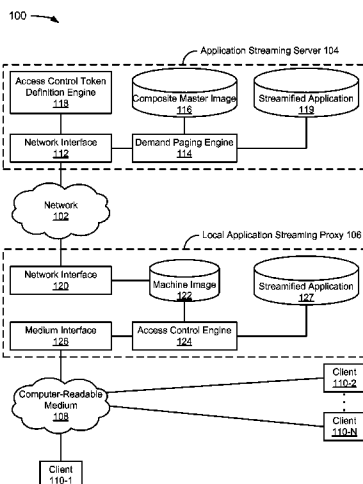 100
Application Streaming Server 104
Access Control Token
Definition Engine
118
Composite Master Image
116
Streamified Application
119
Network Interface
112
Demand Paging Engine
114
Network
102
Local Application Streaming Proxy 106
Network Interface
120
Machine Image
122
Streamified Application
127
Medium Interface
126
Access Control Engine
124
Computer-Readable
Medium
108
Client
110-2
Client
110-N
Client
110-1